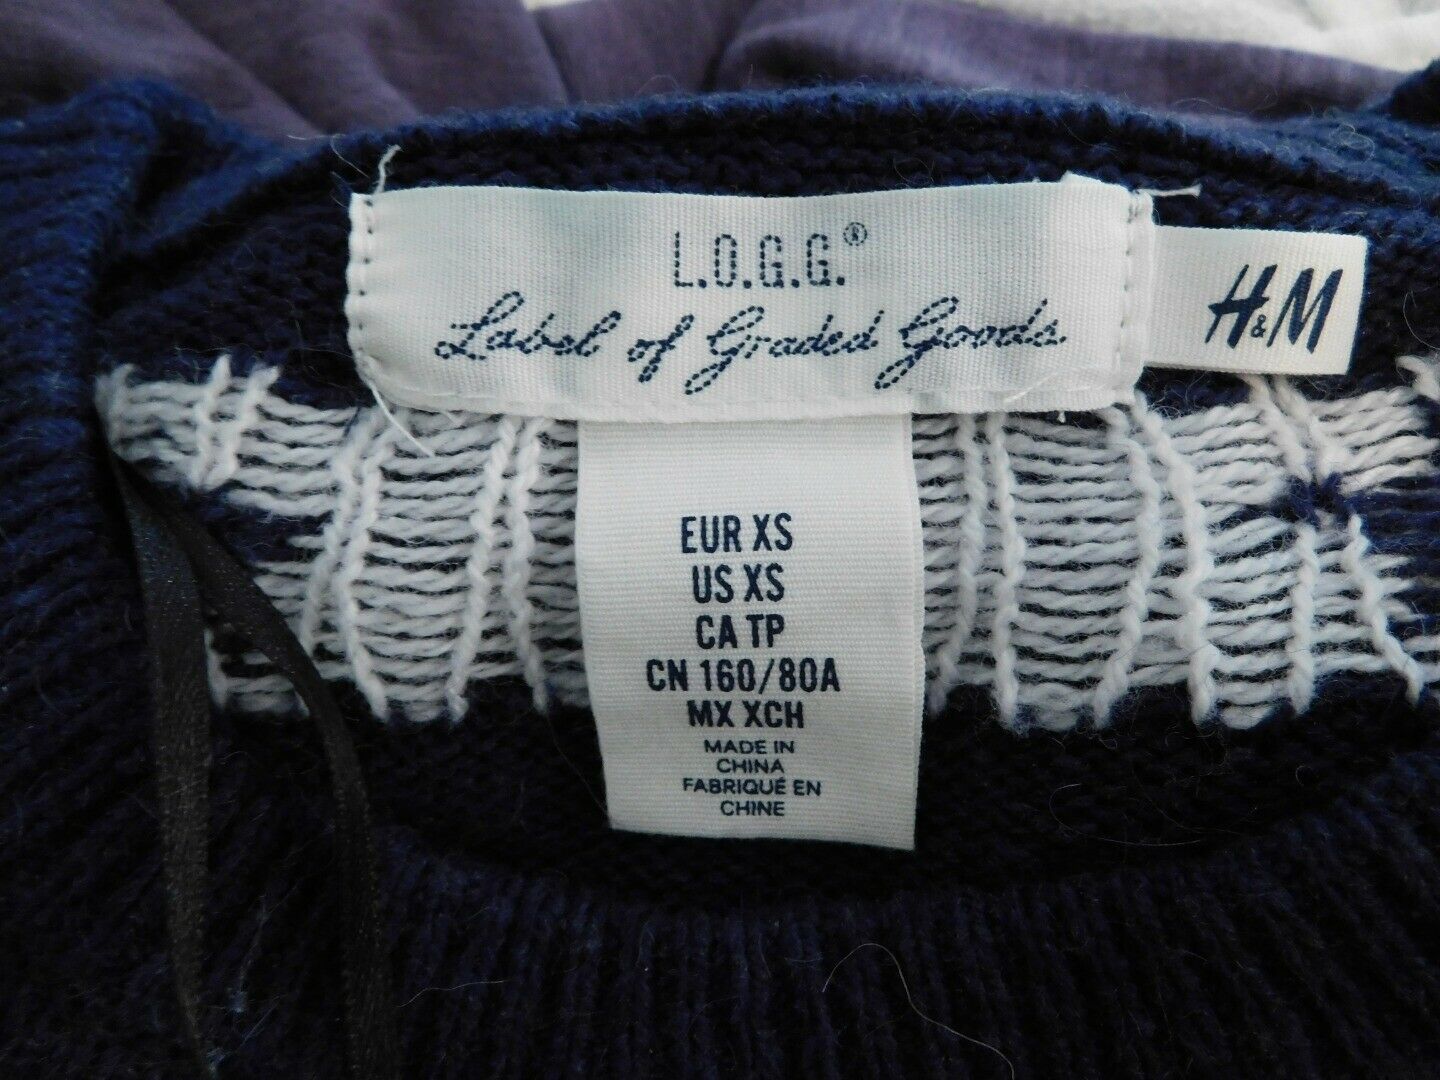 L.O.G.G.®
Label of Graded Goods
H&M
EUR XS
US XS
CA TP
CN 160/80A
MX XCH
MADE IN
CHINA
FABRIQUÉ EN
CHINE